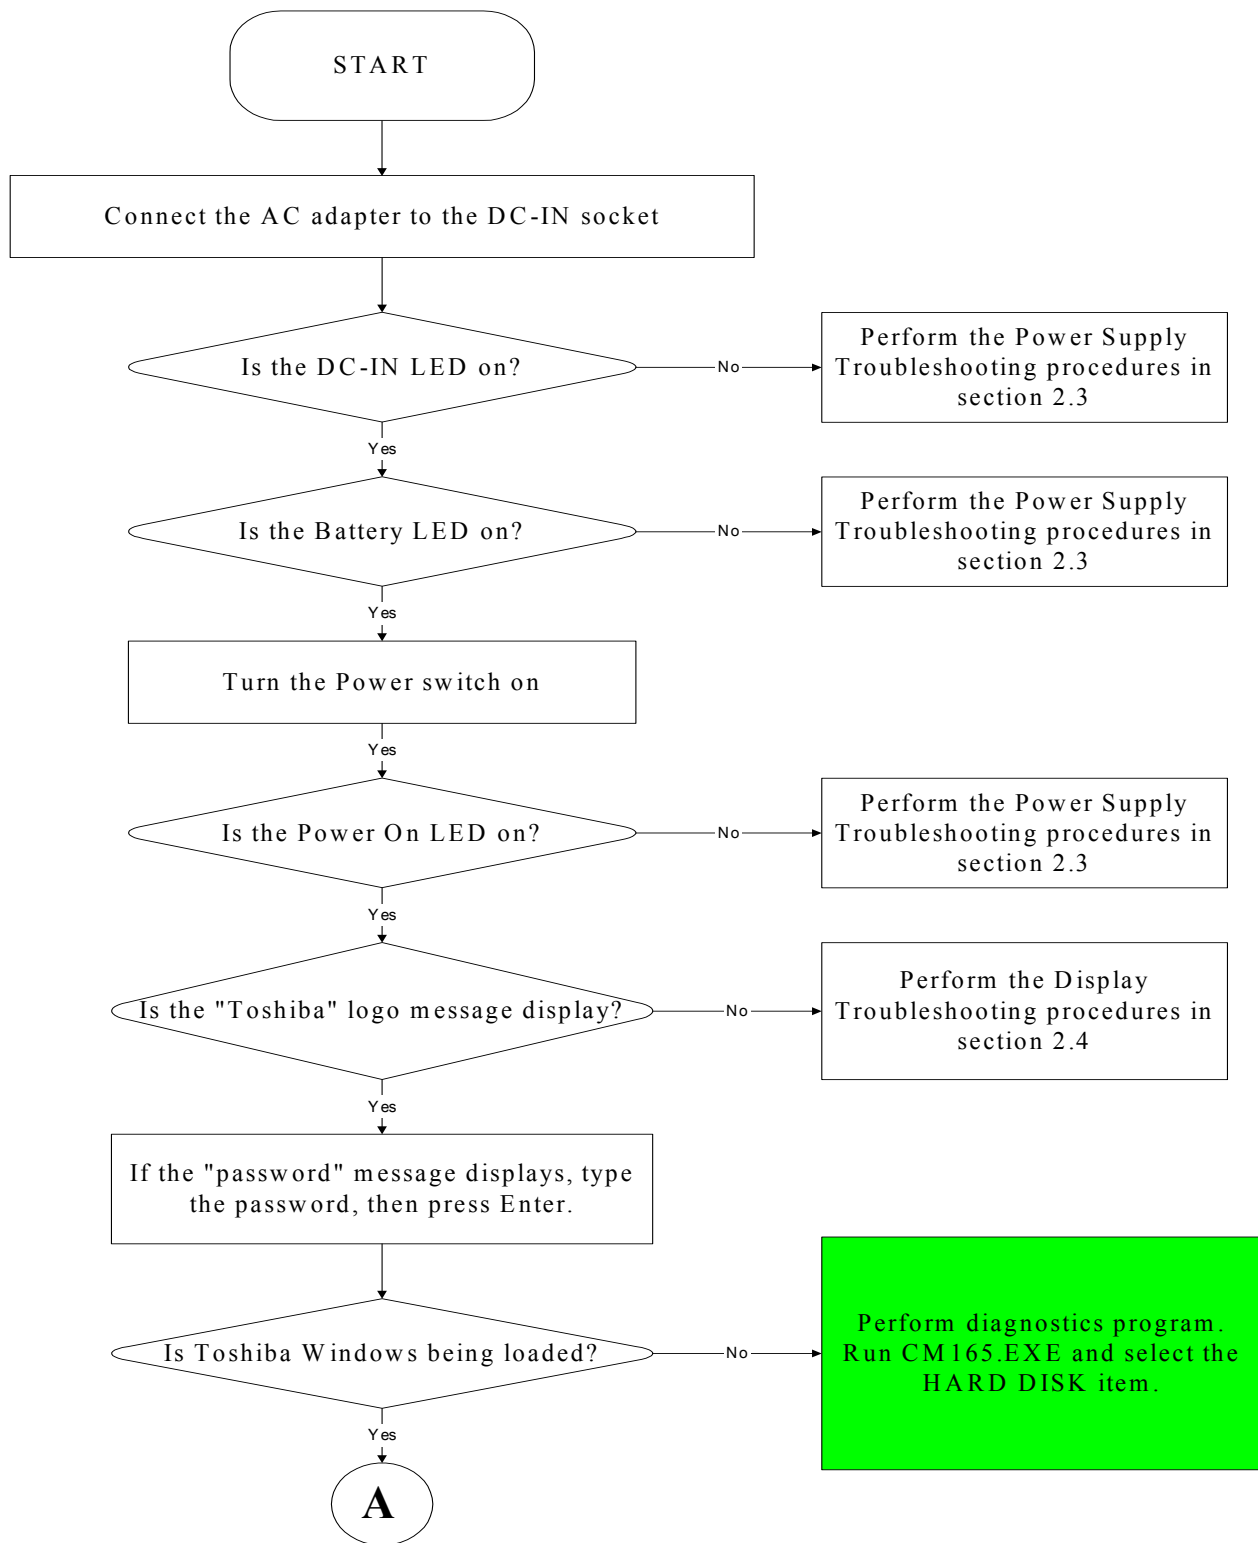 START
Connect the AC adapter to the DC-IN socket
Is the DC-IN LED on?
No
Perform the Power Supply
Troubleshooting procedures in
section 2.3
Yes
Is the Battery LED on?
No
Perform the Power Supply
Troubleshooting procedures in
section 2.3
Yes
Turn the Power switch on
Yes
Is the Power On LED on?
No
Perform the Power Supply
Troubleshooting procedures in
section 2.3
Yes
Is the "Toshiba" logo message display?
No
Perform the Display
Troubleshooting procedures in
section 2.4
Yes
If the "password" message displays, type
the password, then press Enter.
Is Toshiba Windows being loaded?
No
Perform diagnostics program.
Run CM165.EXE and select the
HARD DISK item.
Yes
A